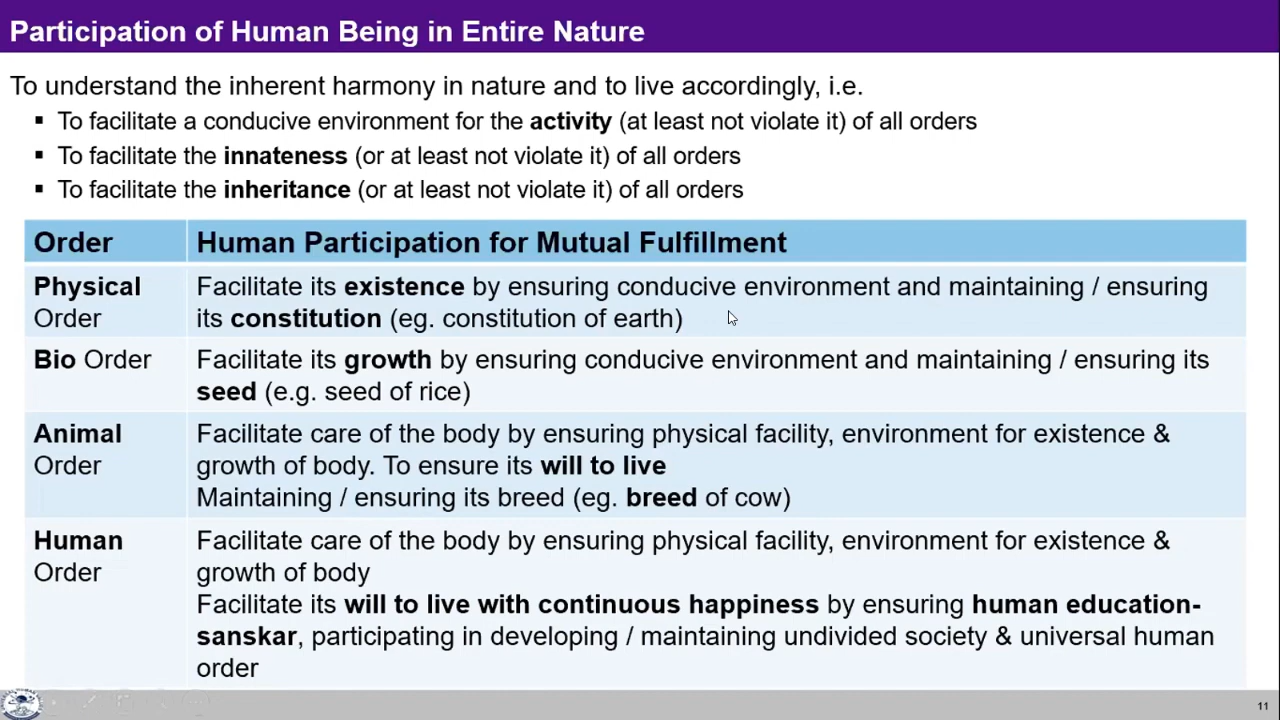 Participation of Human Being in Entire Nature
To understand the inherent harmony in nature and to live accordingly, i.e.
▪ To facilitate a conducive environment for the activity (at least not violate it) of all orders
▪ To facilitate the innateness (or at least not violate it) of all orders
▪ To facilitate the inheritance (or at least not violate it) of all orders
Order
Human Participation for Mutual Fulfillment
Physical
Order
Facilitate its existence by ensuring conducive environment and maintaining / ensuring
its constitution (eg. constitution of earth)
Bio Order
Facilitate its growth by ensuring conducive environment and maintaining / ensuring its
seed (e.g. seed of rice)
Animal
Order
Facilitate care of the body by ensuring physical facility, environment for existence &
growth of body. To ensure its will to live
Maintaining / ensuring its breed (eg. breed of cow)
Human
Order
Facilitate care of the body by ensuring physical facility, environment for existence &
growth of body
Facilitate its will to live with continuous happiness by ensuring human education-
sanskar, participating in developing / maintaining undivided society & universal human
order
11